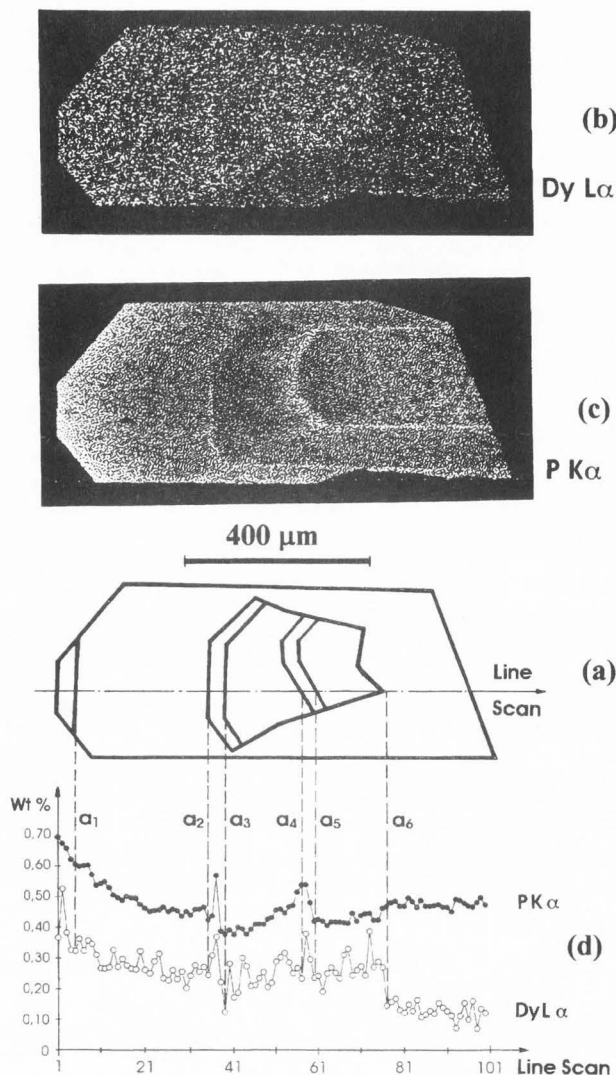 (b)
Dy Lα
(c)
P Kα
400 µm
Line
Scan
(a)
Wt %
a₁
a₂
a₃
a₄
a₅
a₆
0,70
0,60
0,50
0,40
0,30
0,20
0,10
0
PKα
(d)
DyLα
1
21
41
61
81
101
Line Scan